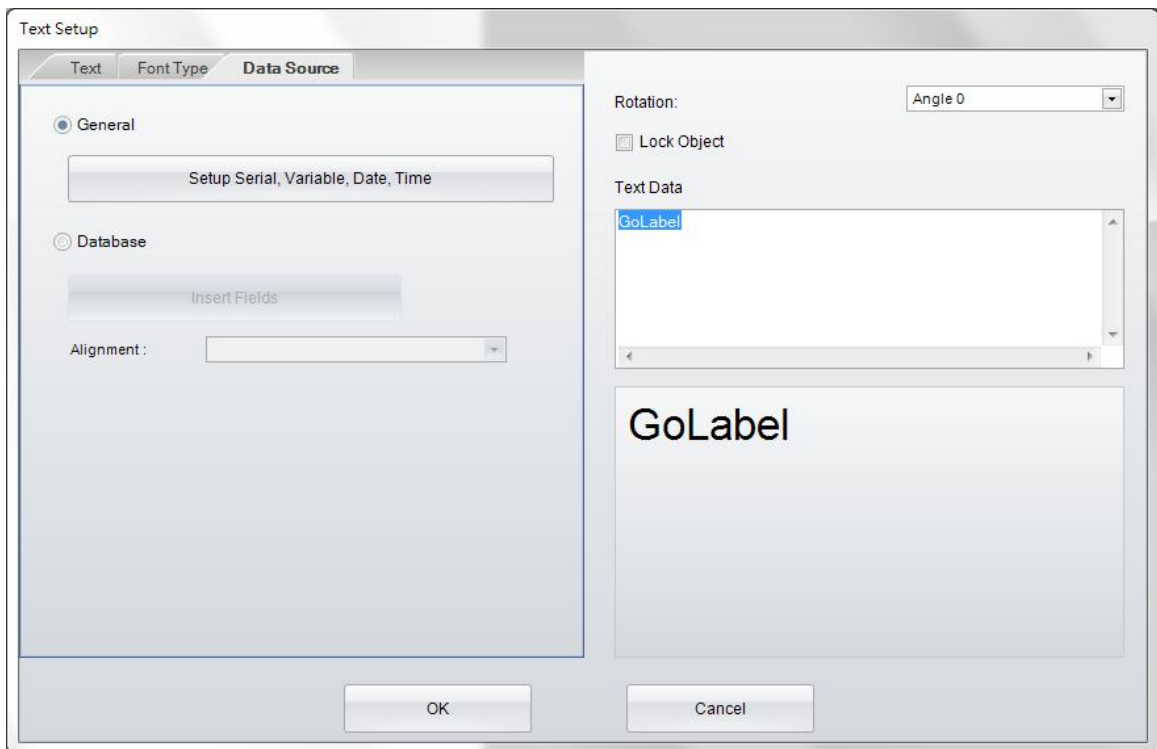 Text Setup
Text Font Type Data Source
General
Setup Serial, Variable, Date, Time
Database
Insert Fields
Alignment :
Rotation: Angle 0
Lock Object
Text Data
GoLabel
GoLabel
OK Cancel